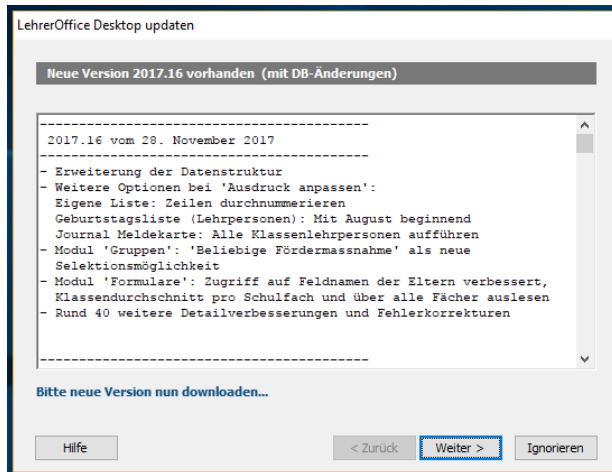 LehrerOffice Desktop updaten
Neue Version 2017.16 vorhanden (mit DB-Änderungen)
------------------------------------------
2017.16 vom 28. November 2017
------------------------------------------
- Erweiterung der Datenstruktur
- Weitere Optionen bei 'Ausdruck anpassen':
Eigene Liste: Zeilen durchnummerieren
Geburtstagsliste (Lehrpersonen): Mit August beginnend
Journal Meldekarte: Alle Klassenlehrpersonen aufführen
- Modul 'Gruppen': 'Beliebige Fördermassnahme' als neue
Selektionsmöglichkeit
- Modul 'Formulare': Zugriff auf Feldnamen der Eltern verbessert,
Klassendurchschnitt pro Schulfach und über alle Fächer auslesen
- Rund 40 weitere Detailverbesserungen und Fehlerkorrekturen
------------------------------------------
Bitte neue Version nun downloaden...
Hilfe < Zurück Weiter > Ignorieren